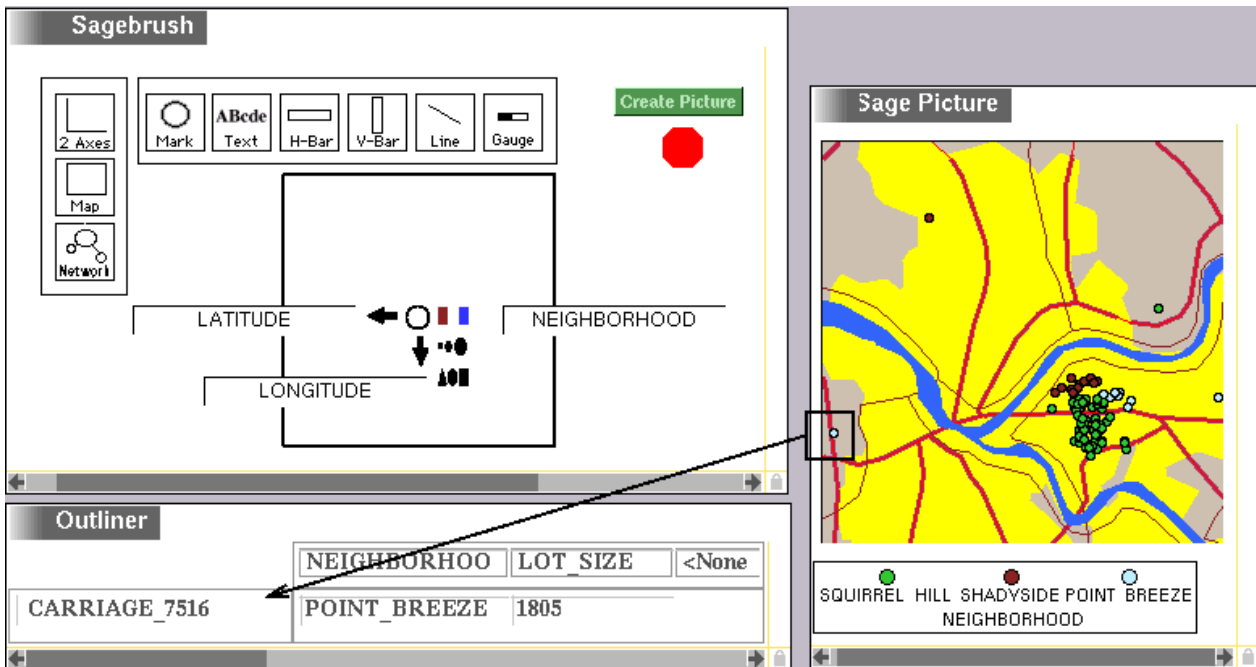 Sagebrush
2 Axes
Map
Network
Mark
ABcde
Text
H-Bar
V-Bar
Line
Gauge
Create Picture
LATITUDE
NEIGHBORHOOD
LONGITUDE
Outliner
NEIGHBORHOO LOT_SIZE <None
CARRIAGE_7516 POINT_BREEZE 1805
Sage Picture
SQUIRREL HILL SHADYSIDE POINT BREEZE
NEIGHBORHOOD